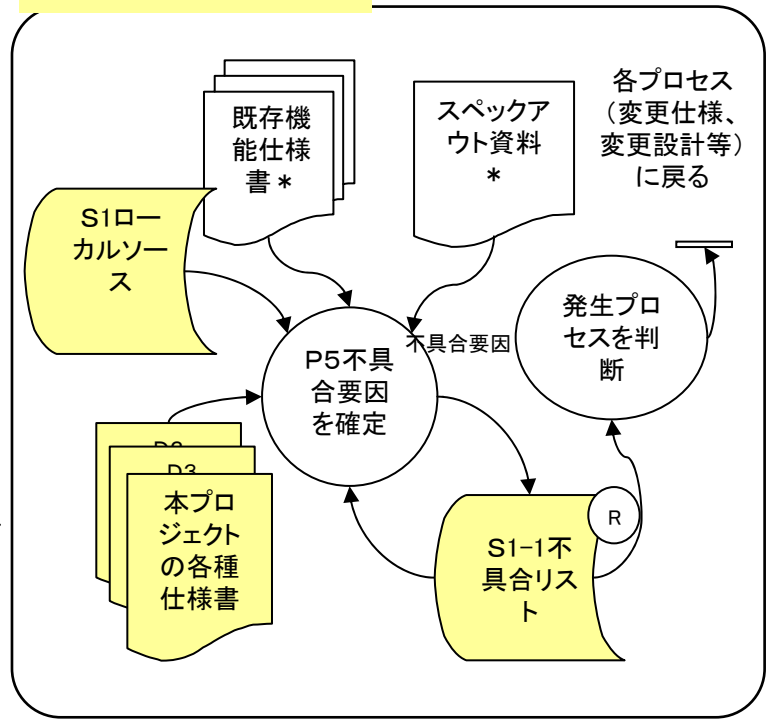 既存機
能仕様
書*
スペックア
ウト資料
*
各プロセス
(変更仕様、
変更設計等)
に戻る
S1ロー
カルソー
ス
P5不具
合要因
を確定
不具合要因
発生プロ
セスを判
断
D3
本プロ
ジェクト
の各種
仕様書
R
S1-1不
具合リス
ト